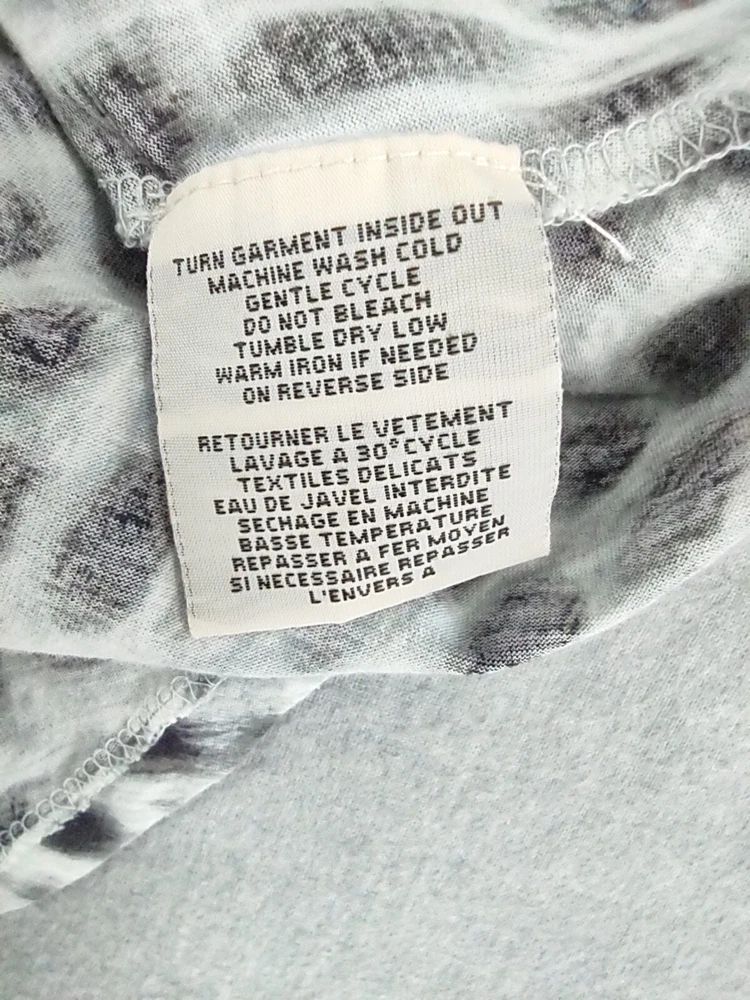 TURN GARMENT INSIDE OUT
MACHINE WASH COLD
GENTLE CYCLE
DO NOT BLEACH
TUMBLE DRY LOW
WARM IRON IF NEEDED
ON REVERSE SIDE
RETOURNER LE VETEMENT
LAVAGE A 30° CYCLE
TEXTILES DELICATS
EAU DE JAVEL INTERDITE
SECHAGE EN MACHINE
BASSE TEMPERATURE
REPASSER A FER MOYEN
SI NECESSAIRE REPASSER
L'ENVERS A